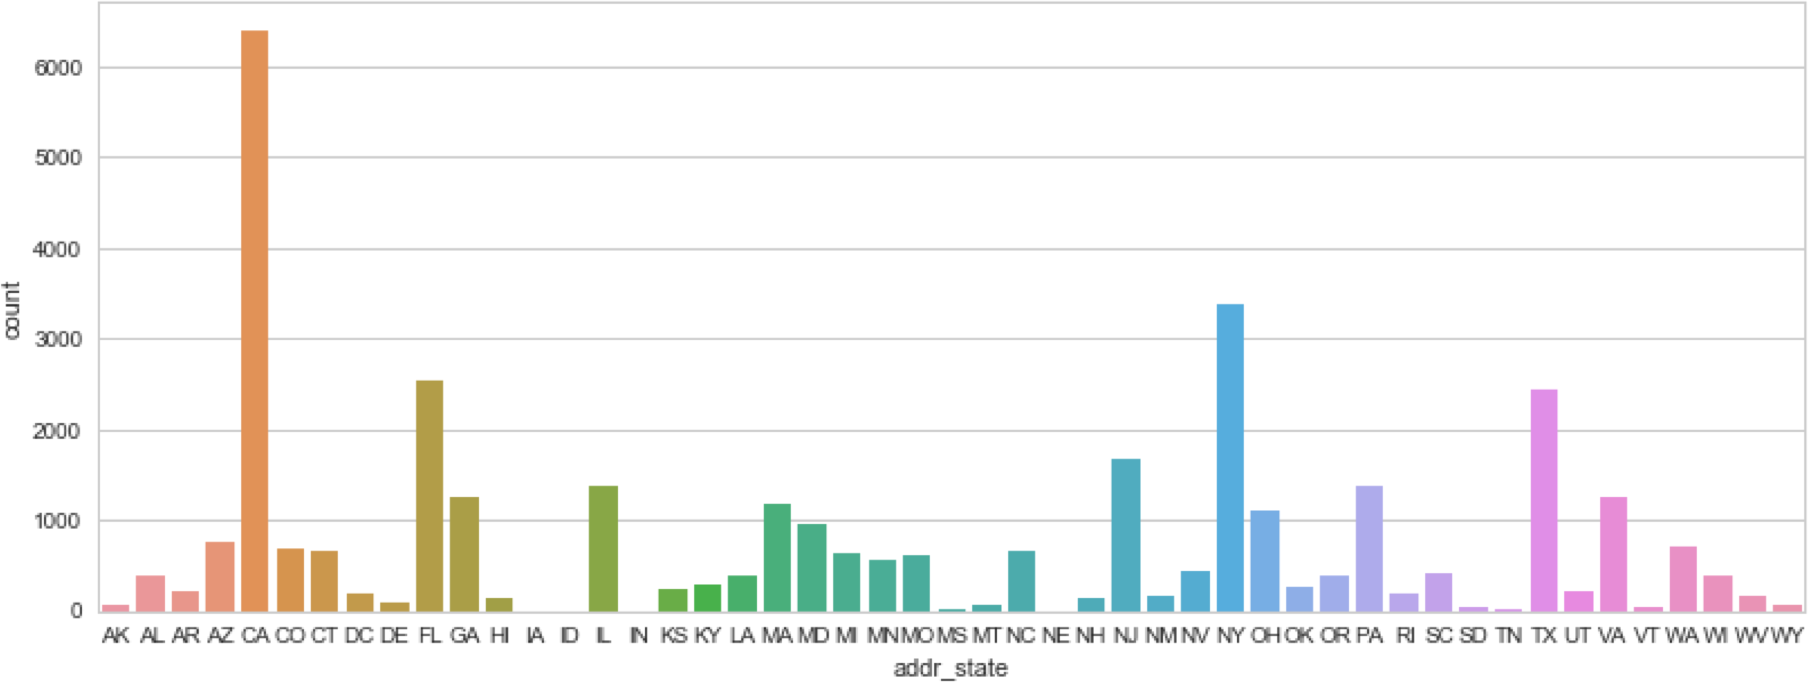 6000
5000
4000
3000
2000
1000
0
count
AK AL AR AZ CA CO CT DC DE FL GA HI IA ID IL IN KS KY LA MA MD MI MN MO MS MT NC NE NH NJ NM NV NY OH OK OR PA RI SC SD TN TX UT VA VT WA WI WV WY
addr_state